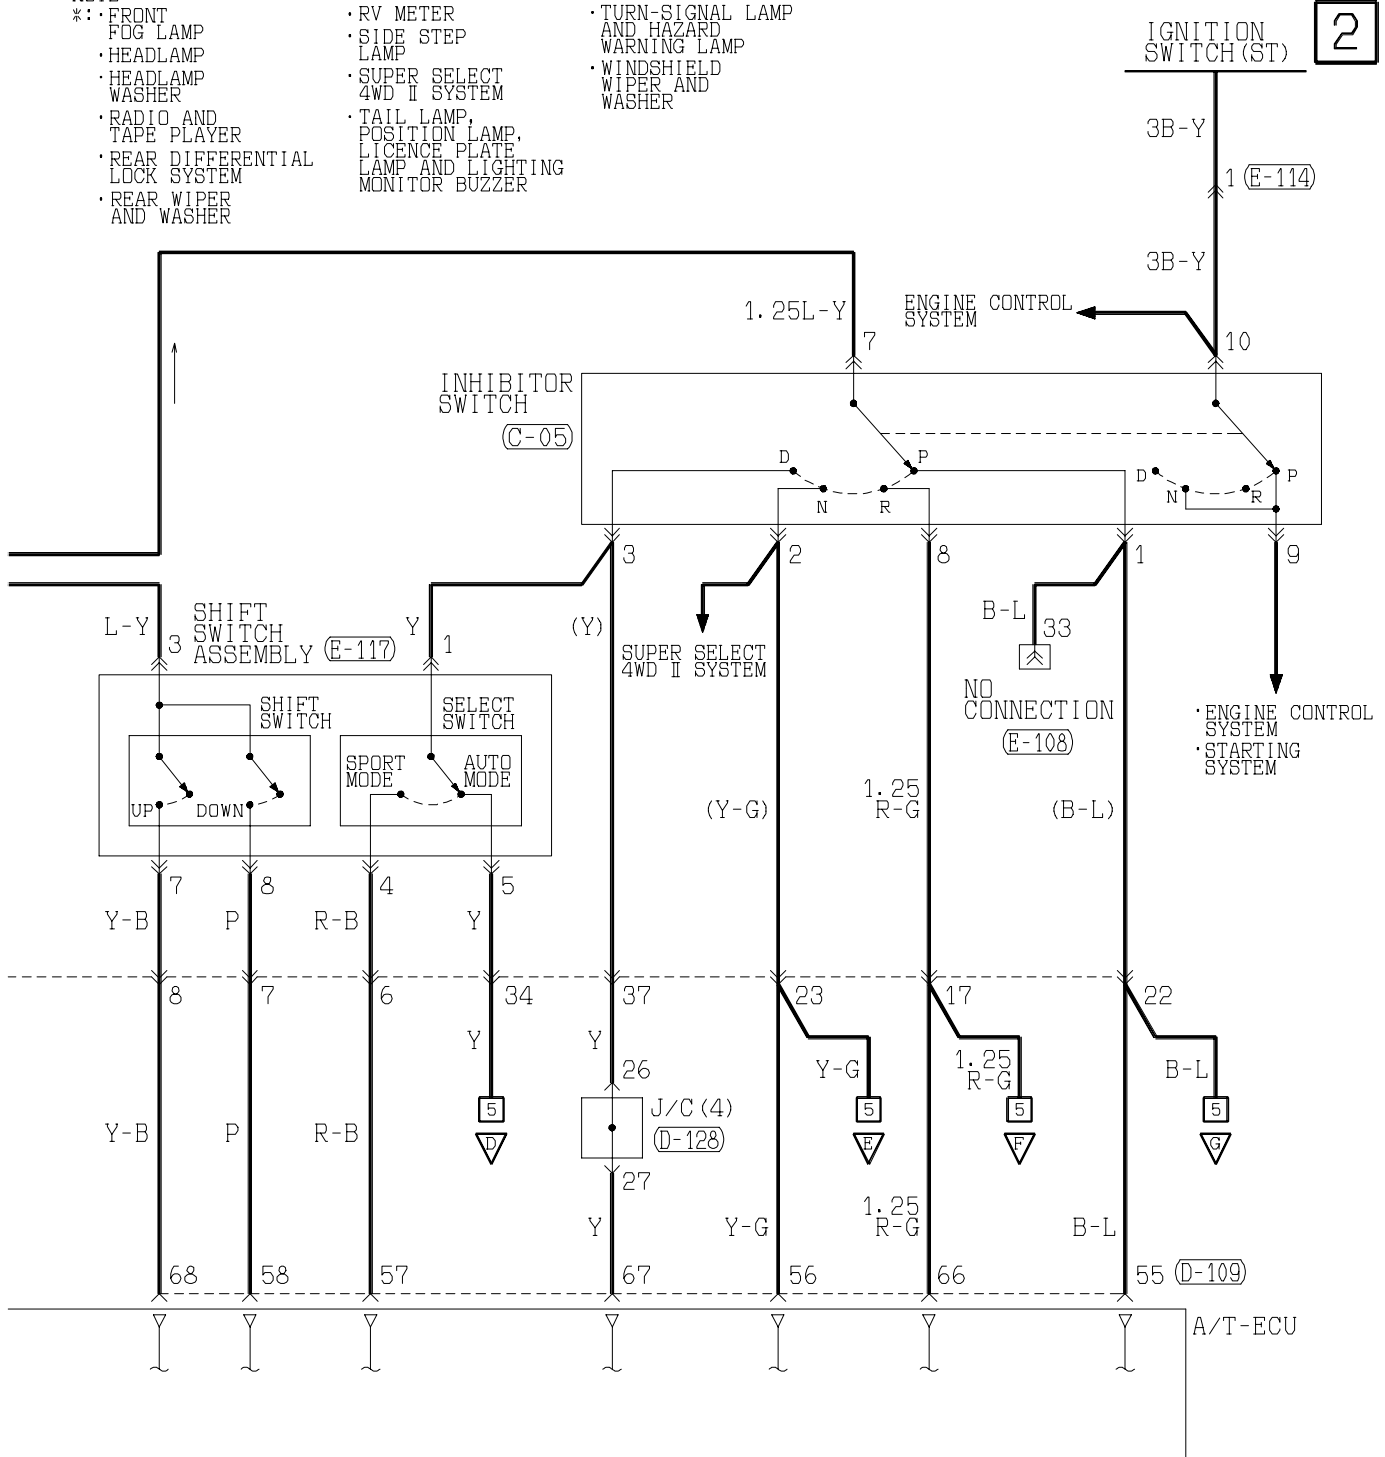 *:·FRONT
FOG LAMP
·HEADLAMP
·HEADLAMP
WASHER
·RADIO AND
TAPE PLAYER
·REAR DIFFERENTIAL
LOCK SYSTEM
·REAR WIPER
AND WASHER
·RV METER
·SIDE STEP
LAMP
·SUPER SELECT
4WD Ⅱ SYSTEM
·TAIL LAMP,
POSITION LAMP,
LICENCE PLATE
LAMP AND LIGHTING
MONITOR BUZZER
·TURN-SIGNAL LAMP
AND HAZARD
WARNING LAMP
·WINDSHIELD
WIPER AND
WASHER
IGNITION
SWITCH(ST)
2
3B-Y
1 (E-114)
3B-Y
1.25L-Y
ENGINE CONTROL
SYSTEM
7
10
INHIBITOR
SWITCH
(C-05)
D
P
N
R
D
P
N
R
3
2
8
1
9
L-Y
3
SHIFT
SWITCH
ASSEMBLY (E-117)
Y
1
(Y)
SUPER SELECT
4WD Ⅱ SYSTEM
B-L
33
NO
CONNECTION
(E-108)
·ENGINE CONTROL
SYSTEM
·STARTING
SYSTEM
SHIFT
SWITCH
SELECT
SWITCH
SPORT
MODE
AUTO
MODE
UP
DOWN
(Y-G)
1.25
R-G
(B-L)
7
8
4
5
Y-B
P
R-B
Y
8
7
6
34
37
23
17
22
Y
Y
26
Y-G
1.25
R-G
B-L
5
J/C(4)
5
5
5
D
(D-128)
E
F
G
Y-B
P
R-B
27
Y
Y-G
1.25
R-G
B-L
68
58
57
67
56
66
55 (D-109)
A/T-ECU